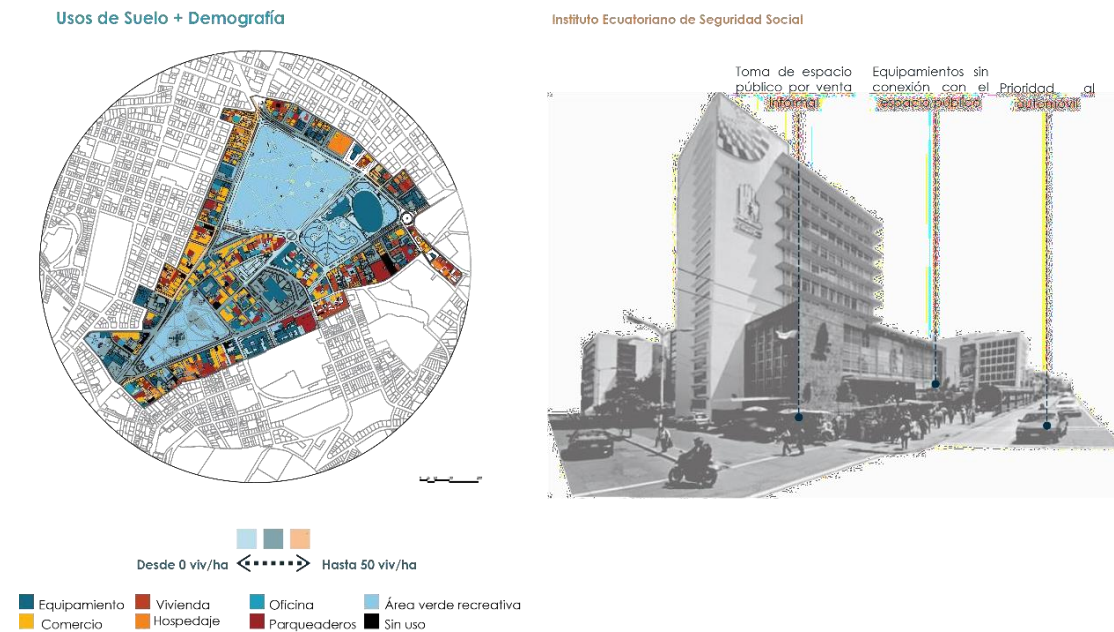 Usos de Suelo + Demografía
Instituto Ecuatoriano de Seguridad Social
Toma de espacio
público por venta
informal
Equipamientos sin
conexión con el
espacio público
Prioridad al
automóvil
Desde 0 viv/ha
Hasta 50 viv/ha
Equipamiento
Vivienda
Oficina
Área verde recreativa
Comercio
Hospedaje
Parqueaderos
Sin uso